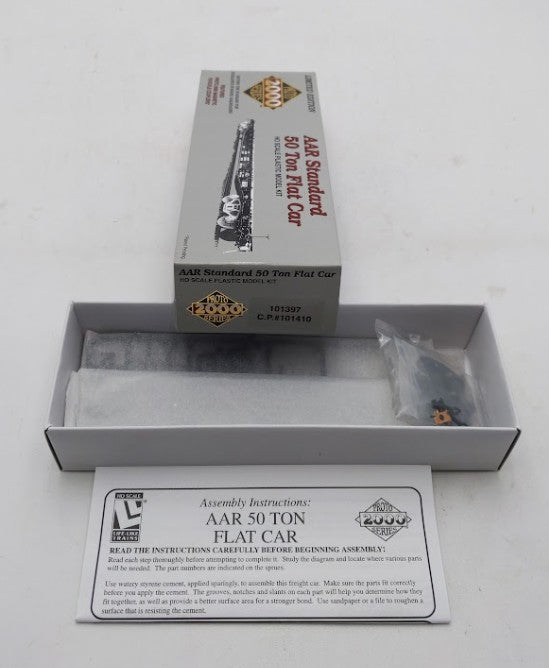 LIMITED EDITION
PROTO
2000
SERIES
AAR Standard
50 Ton Flat Car
HO SCALE PLASTIC MODEL KIT
AAR Standard 50 Ton Flat Car
HO SCALE PLASTIC MODEL KIT
PROTO
2000
SERIES
101397
C.P.#101410
HO SCALE
LIFE-LIKE
TRAINS
Assembly Instructions:
AAR 50 TON
FLAT CAR
PROTO
2000
SERIES
READ THE INSTRUCTIONS CAREFULLY BEFORE BEGINNING ASSEMBLY!
Read each step thoroughly before attempting to complete it. Study the diagram and locate where various parts
will be needed. The part numbers are indicated on the sprues.
Use watery styrene cement, applied sparingly, to assemble this freight car. Make sure the parts fit correctly
before you apply the cement. The grooves, notches and slants on each part will help you determine how they
fit together, as well as provide a better surface area for a stronger bond. Use sandpaper or a file to roughen a
surface that is resisting the cement.